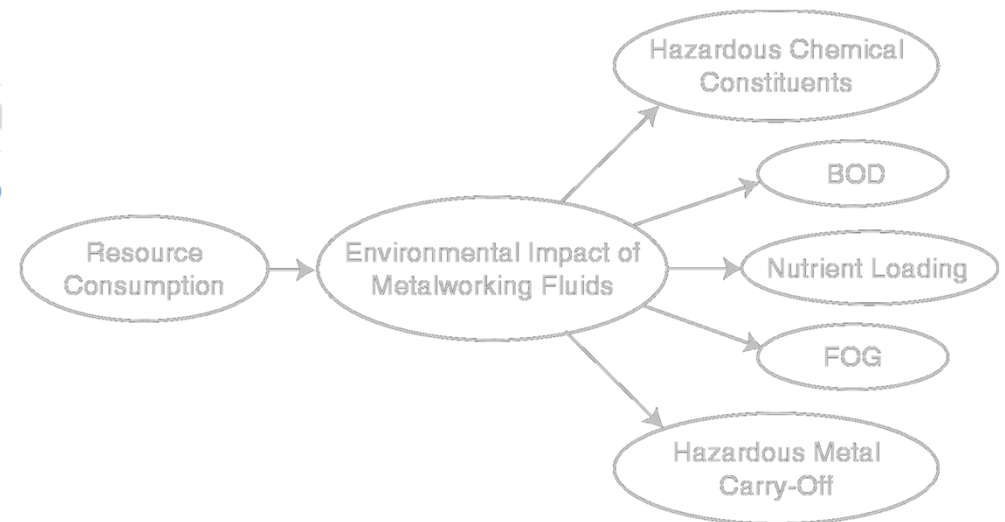 Hazardous Chemical
Constituents
BOD
Resource
Consumption
Environmental Impact of
Metalworking Fluids
Nutrient Loading
FOG
Hazardous Metal
Carry-Off